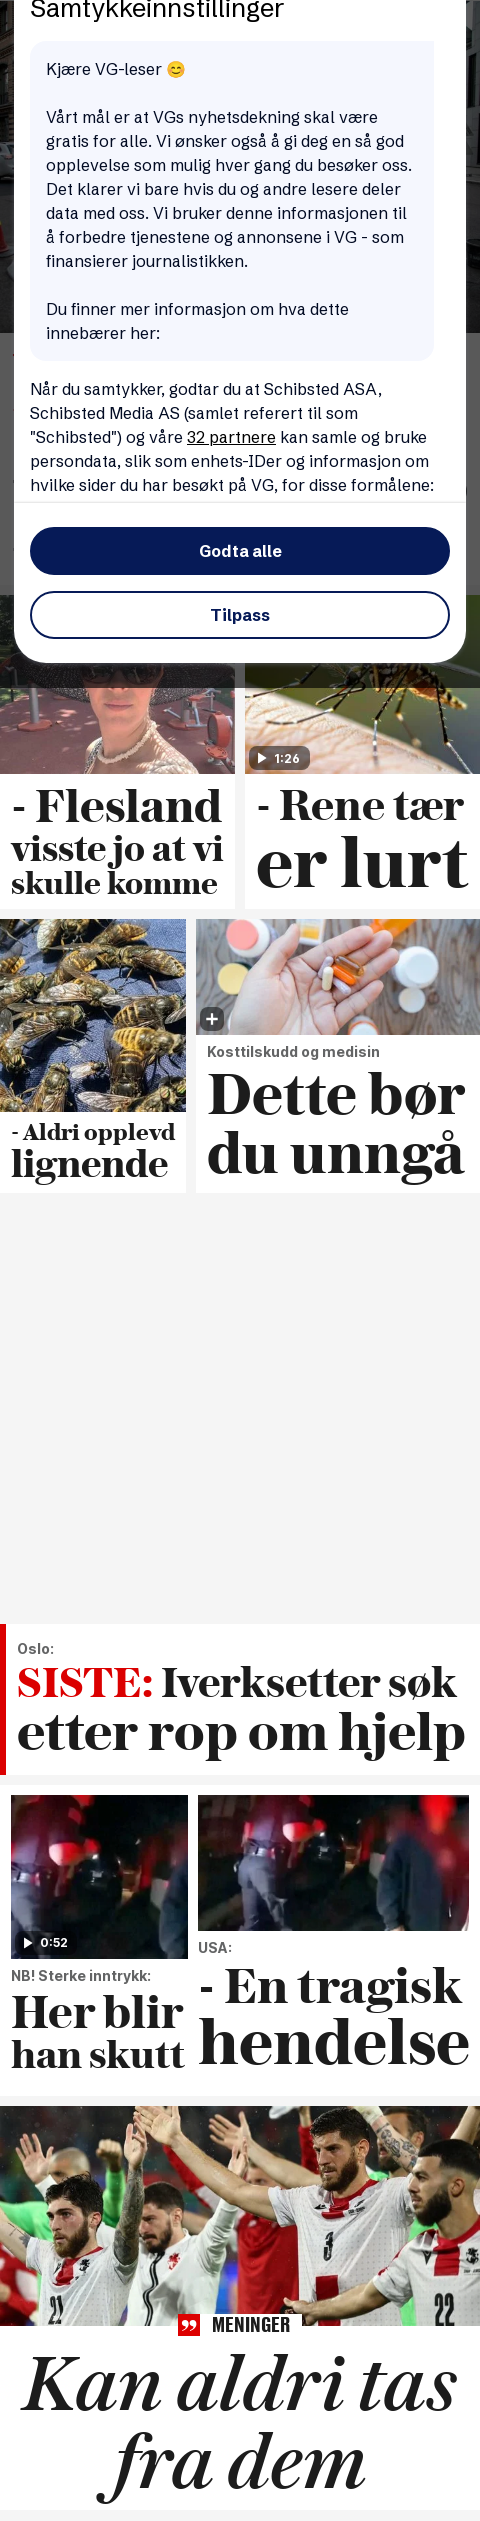 Samtykkeinnstillinger
Kjære VG-leser 😊
Vårt mål er at VGs nyhetsdekning skal være
gratis for alle. Vi ønsker også å gi deg en så god
opplevelse som mulig hver gang du besøker oss.
Det klarer vi bare hvis du og andre lesere deler
data med oss. Vi bruker denne informasjonen til
å forbedre tjenestene og annonsene i VG - som
finansierer journalistikken.
Du finner mer informasjon om hva dette
innebærer her:
Når du samtykker, godtar du at Schibsted ASA,
Schibsted Media AS (samlet referert til som
"Schibsted") og våre 32 partnere kan samle og bruke
persondata, slik som enhets-IDer og informasjon om
hvilke sider du har besøkt på VG, for disse formålene:
Godta alle
Tilpass
1:26
- Flesland
visste jo at vi
skulle komme
- Rene tær
er lurt
- Aldri opplevd
lignende
Kosttilskudd og medisin
Dette bør
du unngå
Oslo:
SISTE: Iverksetter søk
etter rop om hjelp
0:52
NB! Sterke inntrykk:
Her blir
han skutt
USA:
- En tragisk
hendelse
21
3
22
MENINGER
Kan aldri tas
fra dem